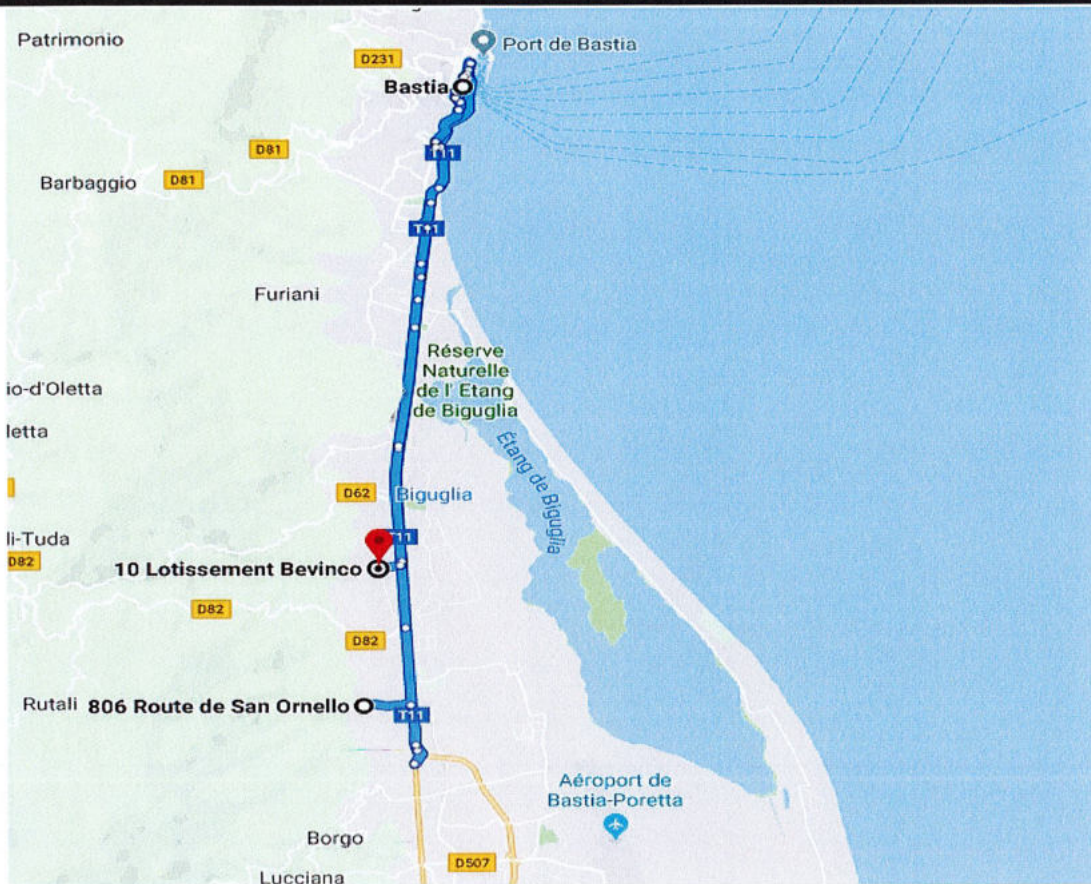 Patrimonio
Port de Bastia
D231
Bastia
T11
D81
Barbaggio
D81
T11
Furiani
Réserve
Naturelle
de l' Etang
de Biguglia
io-d'Oletta
letta
Étang de Biguglia
D62
Biguglia
li-Tuda
T11
D82
10 Lotissement Bevinco
D82
D82
Rutali
806 Route de San Ornello
T11
Aéroport de
Bastia-Poretta
Borgo
D507
Lucciana